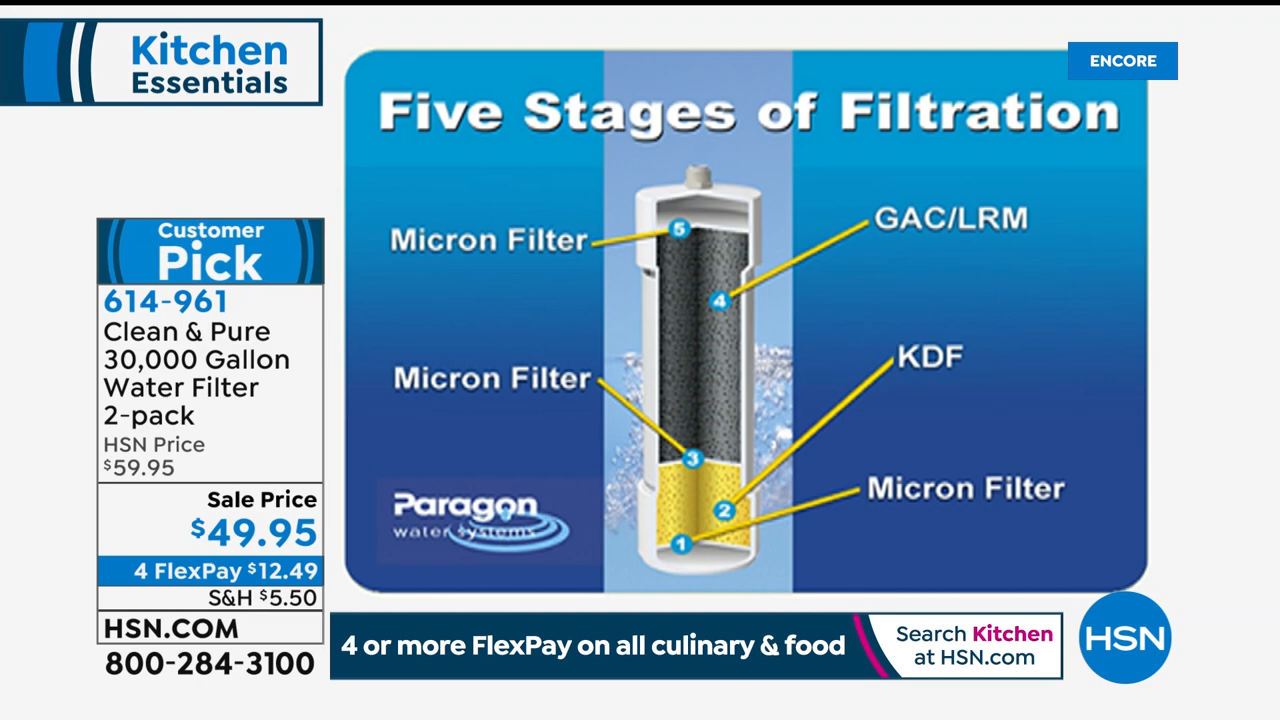 Kitchen
Essentials
ENCORE
Five Stages of Filtration
Customer
Pick
614-961
Clean & Pure
30,000 Gallon
Water Filter
2-pack
HSN Price
$59.95
Sale Price
$49.95
4 FlexPay $12.49
S&H $5.50
HSN.COM
800-284-3100
Micron Filter
5
GAC/LRM
4
Micron Filter
3
KDF
2
Micron Filter
1
Paragon
water systems
4 or more FlexPay on all culinary & food
Search Kitchen
at HSN.com
HSN